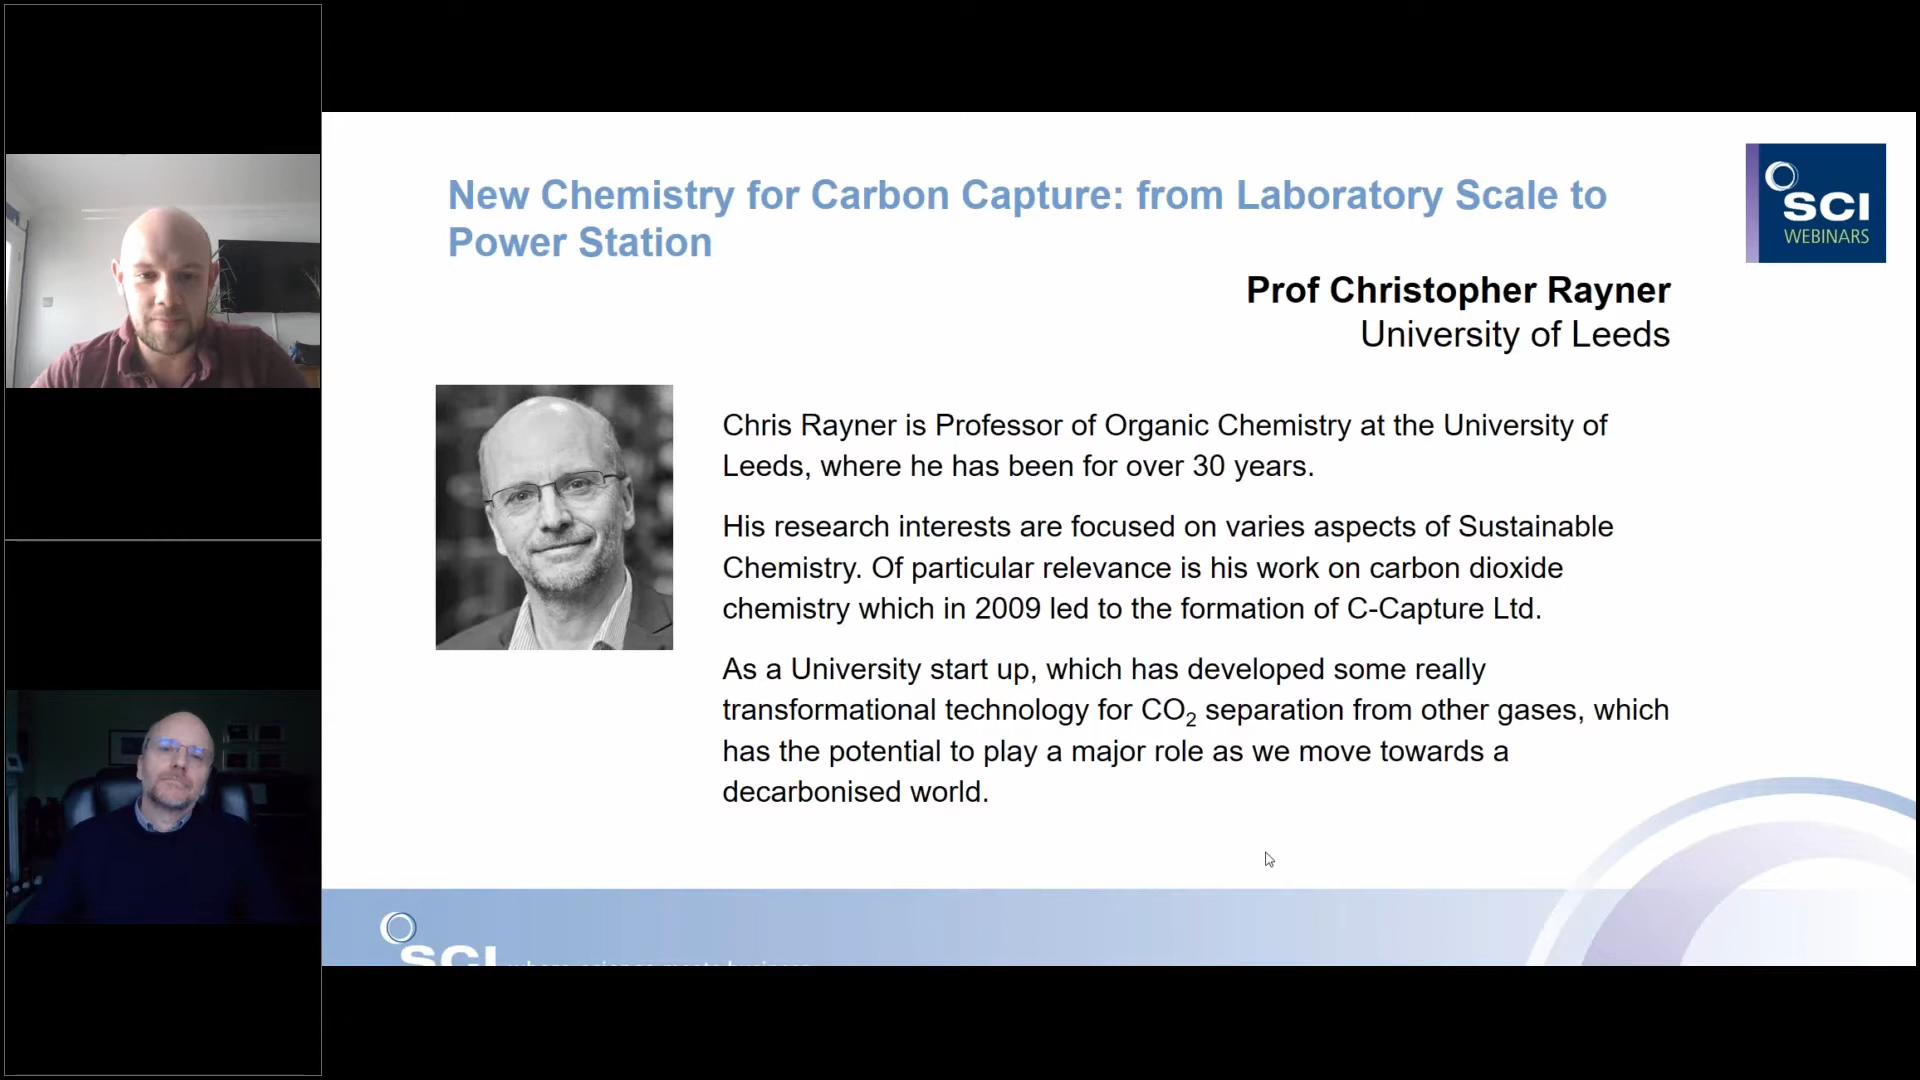 New Chemistry for Carbon Capture: from Laboratory Scale to
Power Station
SCI
WEBINARS
Prof Christopher Rayner
University of Leeds
Chris Rayner is Professor of Organic Chemistry at the University of
Leeds, where he has been for over 30 years.
His research interests are focused on varies aspects of Sustainable
Chemistry. Of particular relevance is his work on carbon dioxide
chemistry which in 2009 led to the formation of C-Capture Ltd.
As a University start up, which has developed some really
transformational technology for CO₂ separation from other gases, which
has the potential to play a major role as we move towards a
decarbonised world.
SCI where science meets business